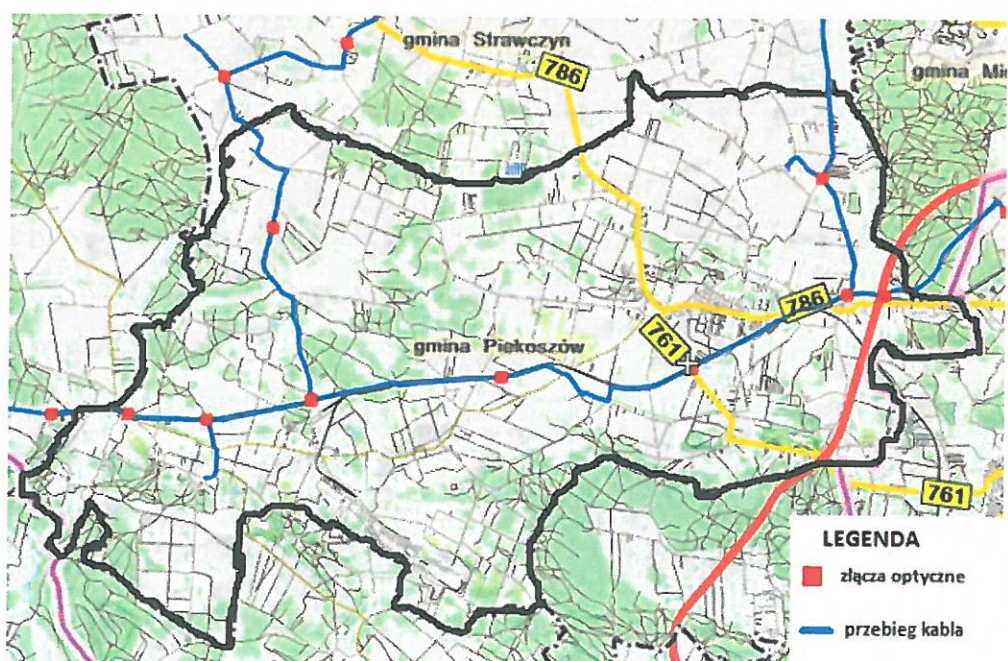 gmina Strawczyn
786
gmina Mi
786
761
gmina Piekoszów
761
LEGENDA
złącza optyczne
przebieg kabla